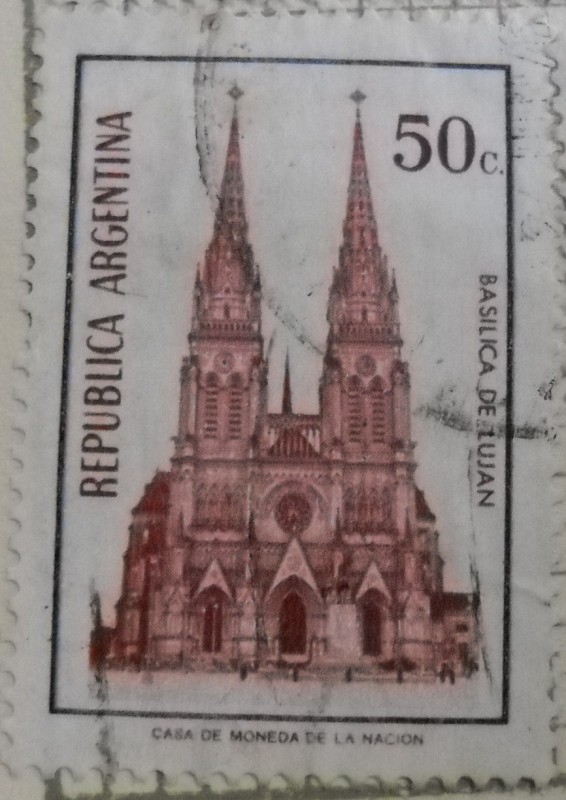 REPUBLICA ARGENTINA
50c.
BASILICA DE LUJAN
CASA DE MONEDA DE LA NACION